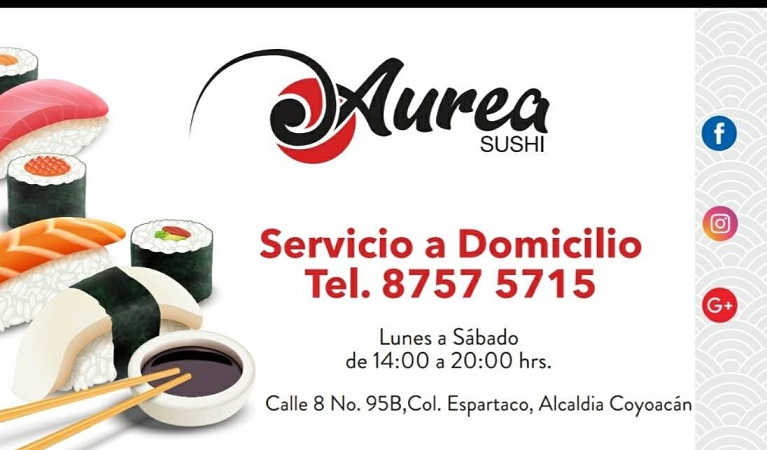 Aurea
SUSHI
Servicio a Domicilio
Tel. 8757 5715
Lunes a Sábado
de 14:00 a 20:00 hrs.
Calle 8 No. 95B,Col. Espartaco, Alcaldia Coyoacán
f
G+